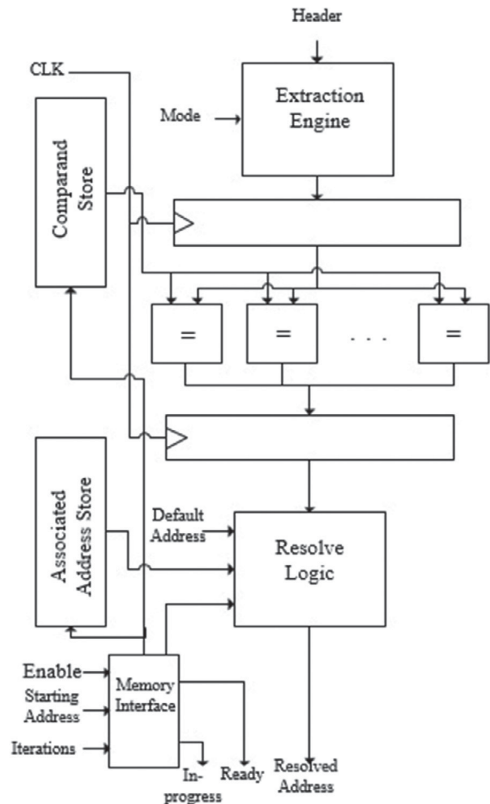 Header
CLK
Extraction
Engine
Mode
Comparand
Store
=
=
. . .
=
Associated
Address Store
Default
Address
Resolve
Logic
Enable
Starting
Address
Iterations
Memory
Interface
In-
progress
Ready
Resolved
Address